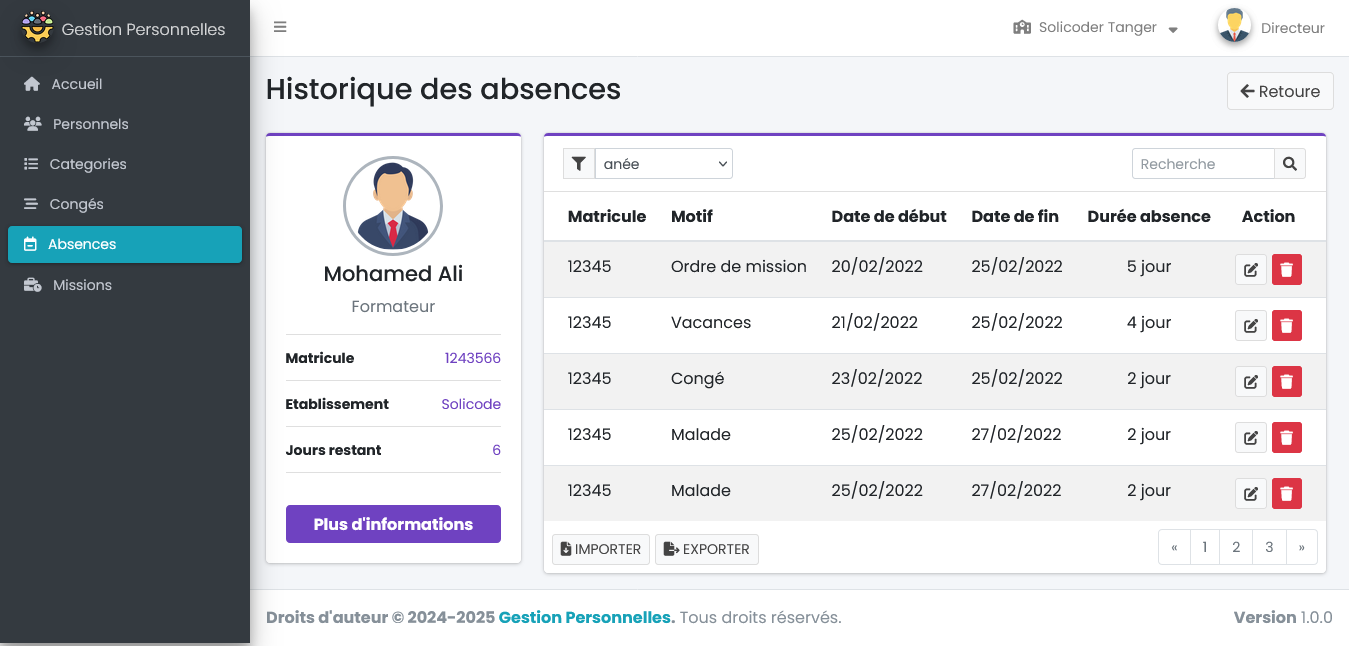 Gestion Personnelles
Solicoder Tanger
Directeur
Accueil
Personnels
Categories
Congés
Absences
Missions
Historique des absences
Retoure
Mohamed Ali
Formateur
Matricule 1243566
Etablissement Solicode
Jours restant 6
Plus d'informations
anée
Recherche
Matricule Motif Date de début Date de fin Durée absence Action
12345 Ordre de mission 20/02/2022 25/02/2022 5 jour
12345 Vacances 21/02/2022 25/02/2022 4 jour
12345 Congé 23/02/2022 25/02/2022 2 jour
12345 Malade 25/02/2022 27/02/2022 2 jour
12345 Malade 25/02/2022 27/02/2022 2 jour
IMPORTER EXPORTER
« 1 2 3 »
Droits d'auteur © 2024-2025 Gestion Personnelles. Tous droits réservés.
Version 1.0.0